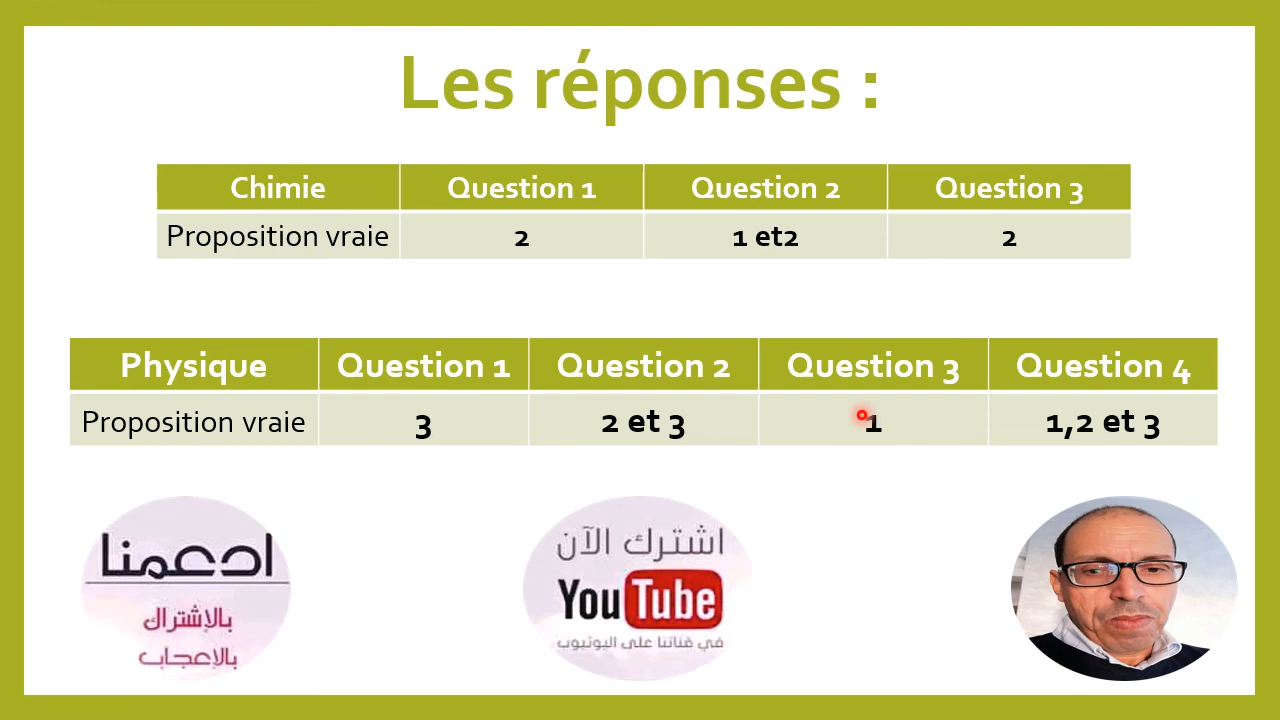 Les réponses :
Chimie Question 1 Question 2 Question 3
Proposition vraie 2 1 et2 2
Physique Question 1 Question 2 Question 3 Question 4
Proposition vraie 3 2 et 3 1 1,2 et 3
ادعمنا
بالإشتراك
بالإعجاب
اشترك الآن
YouTube
في قناتنا على اليوتيوب